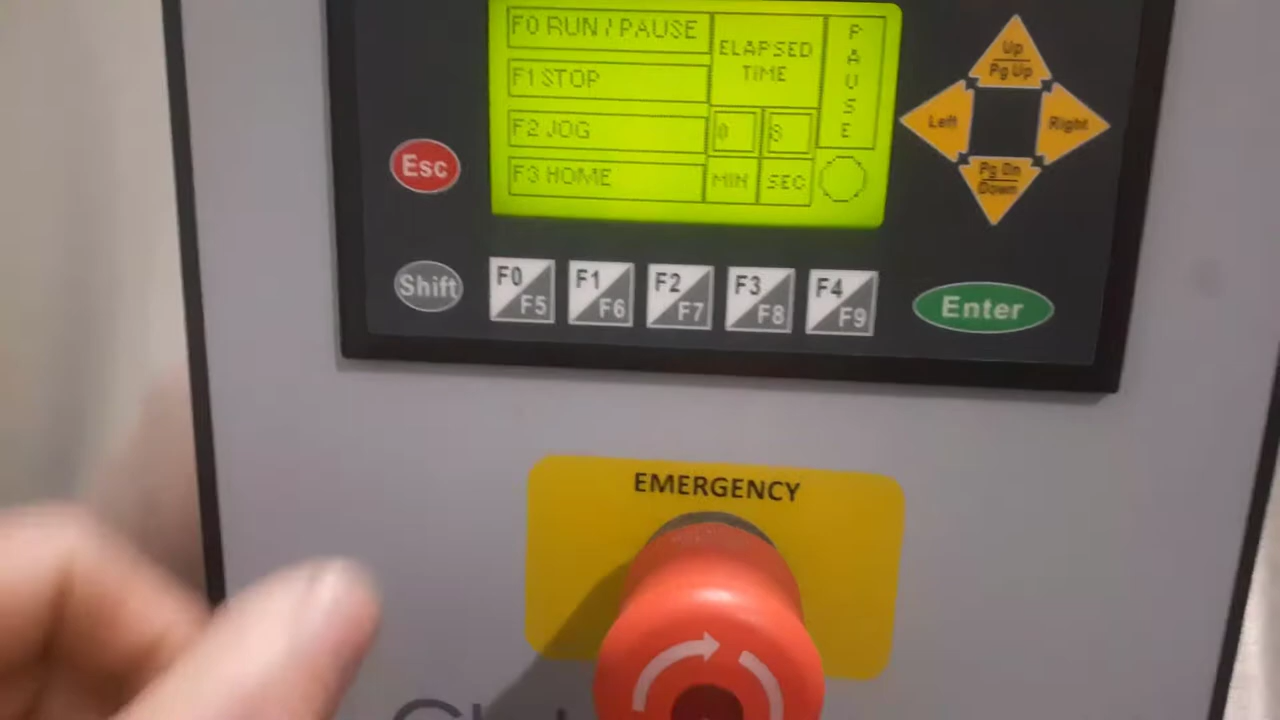 F0 RUN / PAUSE
F1 STOP
F2 JOG
F3 HOME
ELAPSED
TIME
0 8
MIN SEC
PAUSE
Esc
Shift
F0 F5
F1 F6
F2 F7
F3 F8
F4 F9
Up
Pg Up
Left
Right
Pg Dn
Down
Enter
EMERGENCY